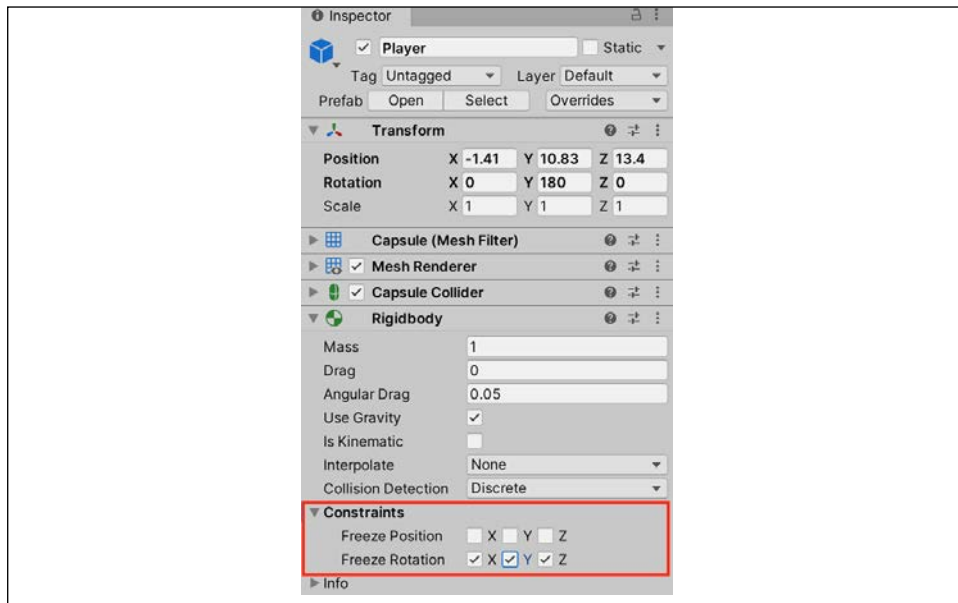 Inspector
Player Static
Tag Untagged Layer Default
Prefab Open Select Overrides
Transform
Position X -1.41 Y 10.83 Z 13.4
Rotation X 0 Y 180 Z 0
Scale X 1 Y 1 Z 1
Capsule (Mesh Filter)
Mesh Renderer
Capsule Collider
Rigidbody
Mass 1
Drag 0
Angular Drag 0.05
Use Gravity
Is Kinematic
Interpolate None
Collision Detection Discrete
Constraints
Freeze Position X Y Z
Freeze Rotation X Y Z
Info